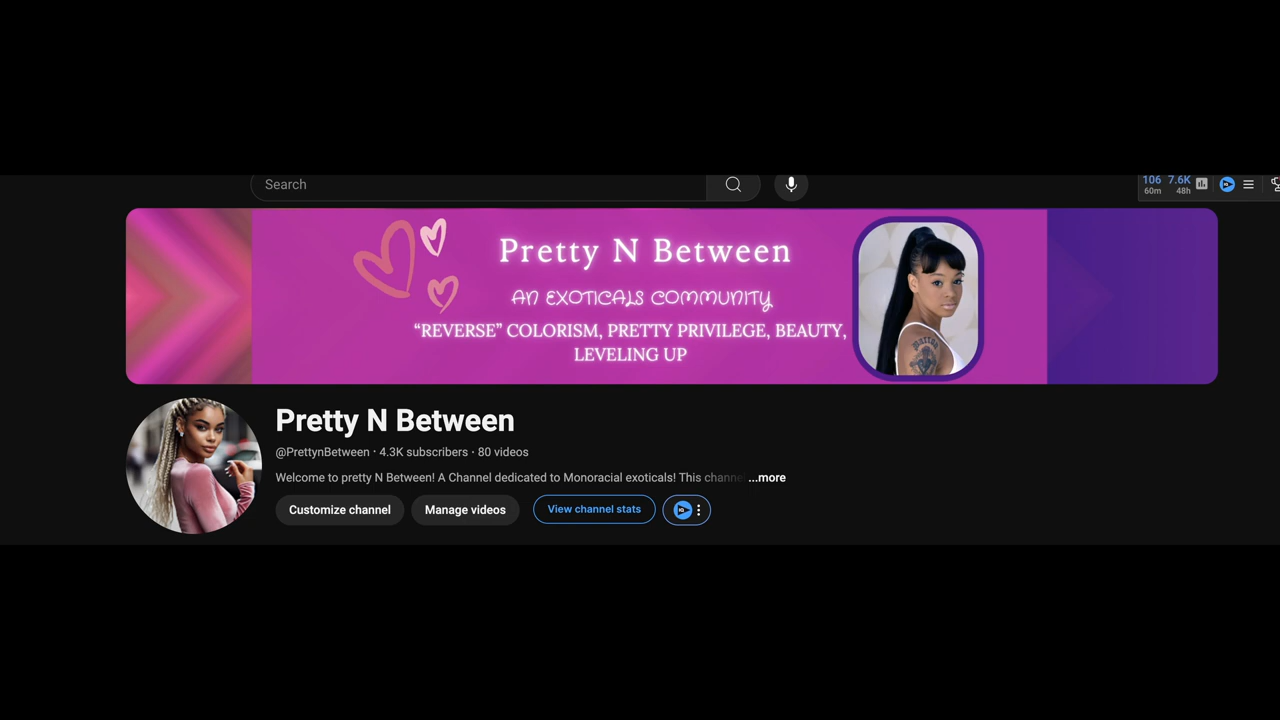 Search
106 7.6K
60m 48h
Pretty N Between
AN EXOTICALS COMMUNITY
“REVERSE” COLORISM, PRETTY PRIVILEGE, BEAUTY,
LEVELING UP
Pretty N Between
@PrettynBetween · 4.3K subscribers · 80 videos
Welcome to pretty N Between! A Channel dedicated to Monoracial exoticals! This channe ...more
Customize channel Manage videos View channel stats